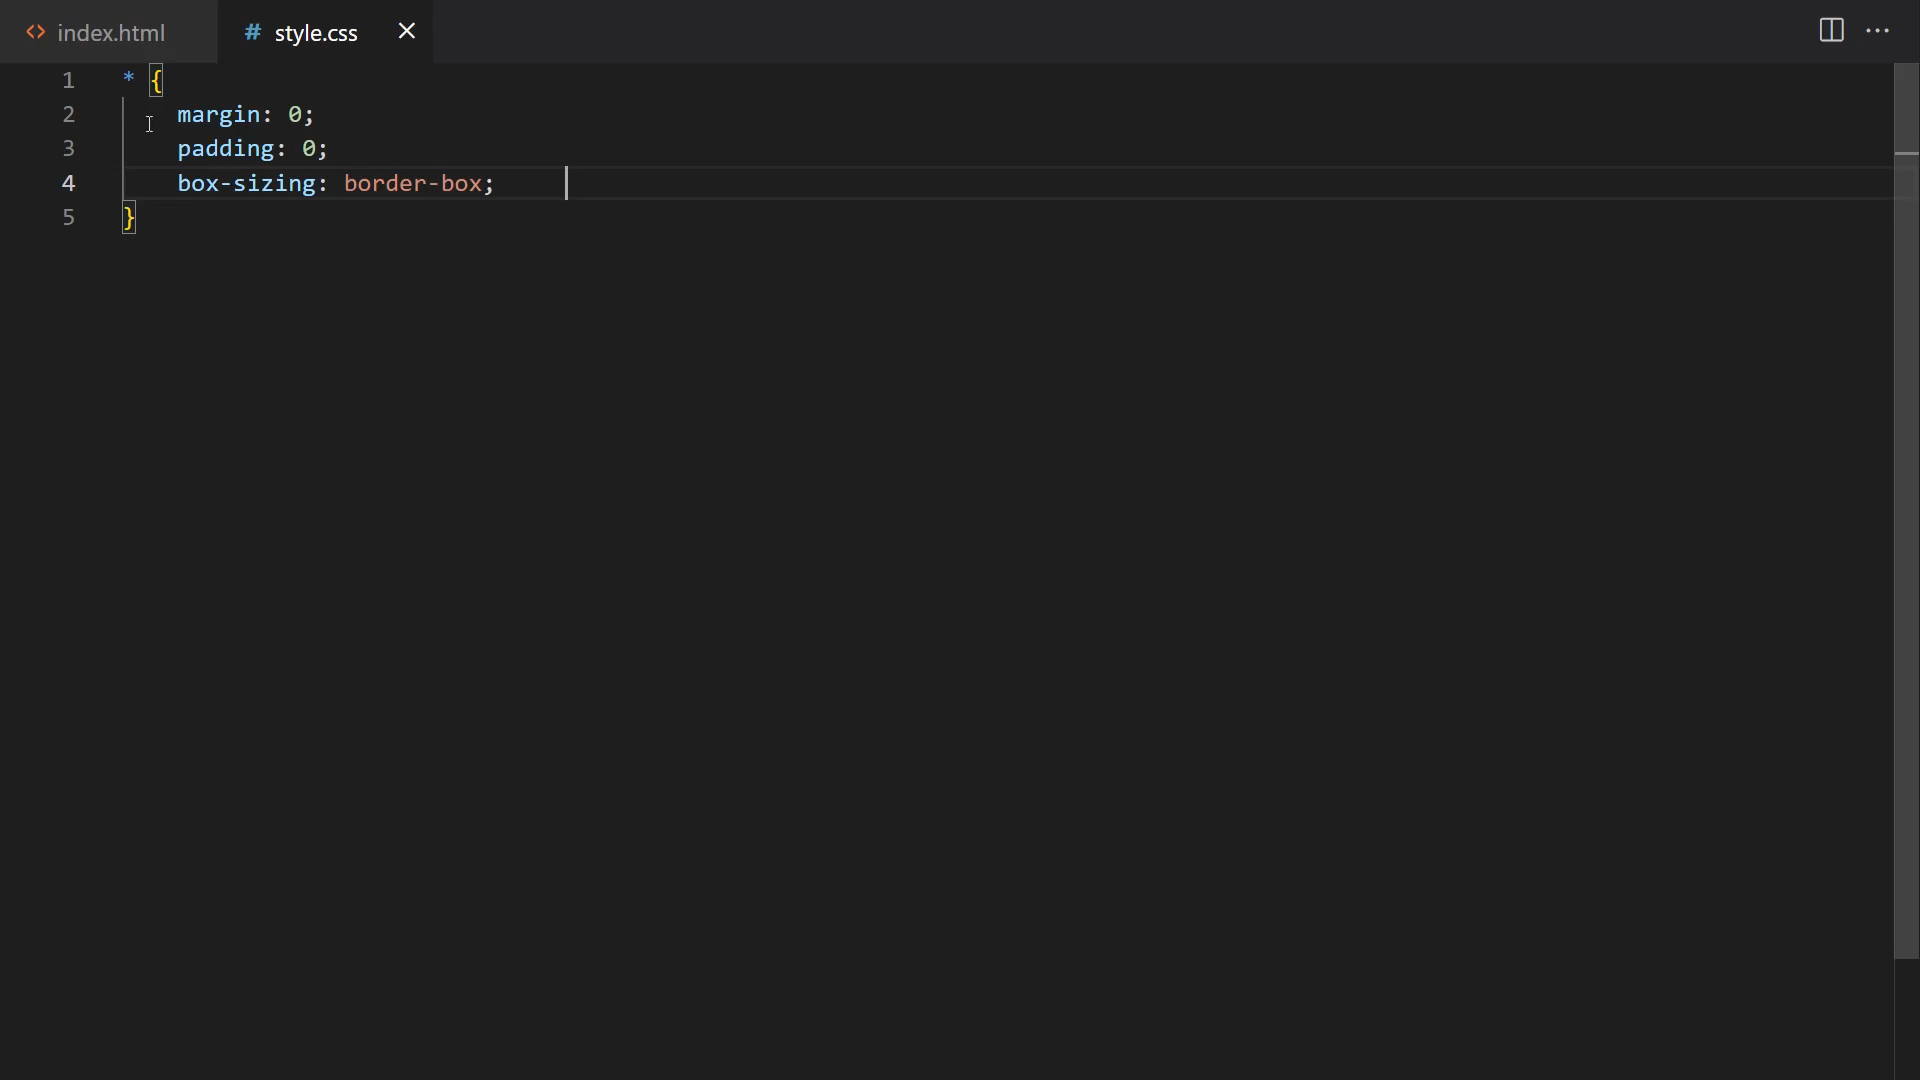 index.html
# style.css
1 * {
2 margin: 0;
3 padding: 0;
4 box-sizing: border-box;
5 }